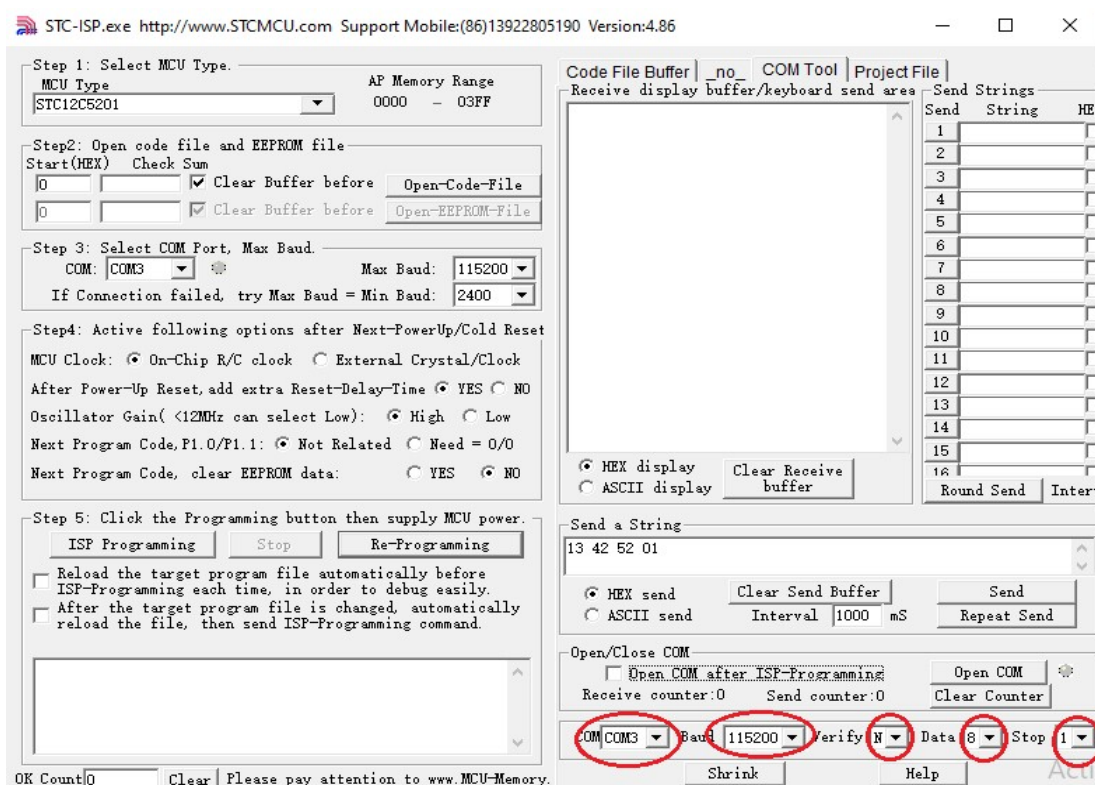 STC-ISP.exe http://www.STCMCU.com Support Mobile:(86)13922805190 Version:4.86
Step 1: Select MCU Type.
MCU Type
AP Memory Range
STC12C5201
0000 - 03FF
Step2: Open code file and EEPROM file
Start(HEX) Check Sum
0
Clear Buffer before
Open-Code-File
0
Clear Buffer before
Open-EEPROM-File
Step 3: Select COM Port, Max Baud.
COM: COM3
Max Baud: 115200
If Connection failed, try Max Baud = Min Baud: 2400
Step4: Active following options after Next-PowerUp/Cold Reset
MCU Clock: On-Chip R/C clock External Crystal/Clock
After Power-Up Reset,add extra Reset-Delay-Time YES NO
Oscillator Gain( <12MHz can select Low): High Low
Next Program Code,P1.0/P1.1: Not Related Need = 0/0
Next Program Code, clear EEPROM data: YES NO
Step 5: Click the Programming button then supply MCU power.
ISP Programming Stop Re-Programming
Reload the target program file automatically before
ISP-Programming each time, in order to debug easily.
After the target program file is changed, automatically
reload the file, then send ISP-Programming command.
OK Count 0 Clear Please pay attention to www.MCU-Memory.
Code File Buffer _no_ COM Tool Project File
Receive display buffer/keyboard send area
Send Strings
Send String HE
1
2
3
4
5
6
7
8
9
10
11
12
13
14
15
16
HEX display
ASCII display
Clear Receive
buffer
Round Send Interv
Send a String
13 42 52 01
HEX send Clear Send Buffer Send
ASCII send Interval 1000 mS Repeat Send
Open/Close COM
Open COM after ISP-Programming Open COM
Receive counter:0 Send counter:0 Clear Counter
COM COM3 Baud 115200 Verify N Data 8 Stop 1
Shrink Help
Acti